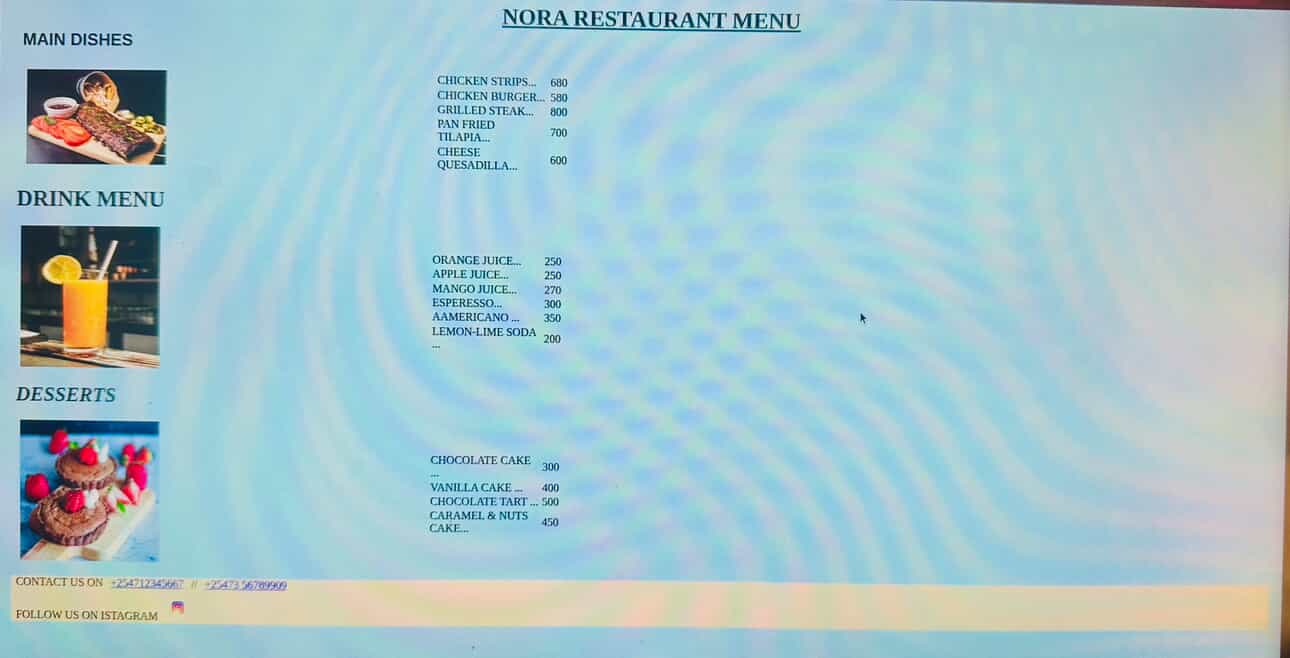 NORA RESTAURANT MENU
MAIN DISHES
CHICKEN STRIPS... 680
CHICKEN BURGER... 580
GRILLED STEAK... 800
PAN FRIED
TILAPIA... 700
CHEESE
QUESADILLA... 600
DRINK MENU
ORANGE JUICE... 250
APPLE JUICE... 250
MANGO JUICE... 270
ESPERESSO... 300
AAMERICANO ... 350
LEMON-LIME SODA 200
...
DESSERTS
CHOCOLATE CAKE 300
...
VANILLA CAKE ... 400
CHOCOLATE TART ... 500
CARAMEL & NUTS
CAKE... 450
CONTACT US ON +254712345667 // +25473 56789909
FOLLOW US ON ISTAGRAM